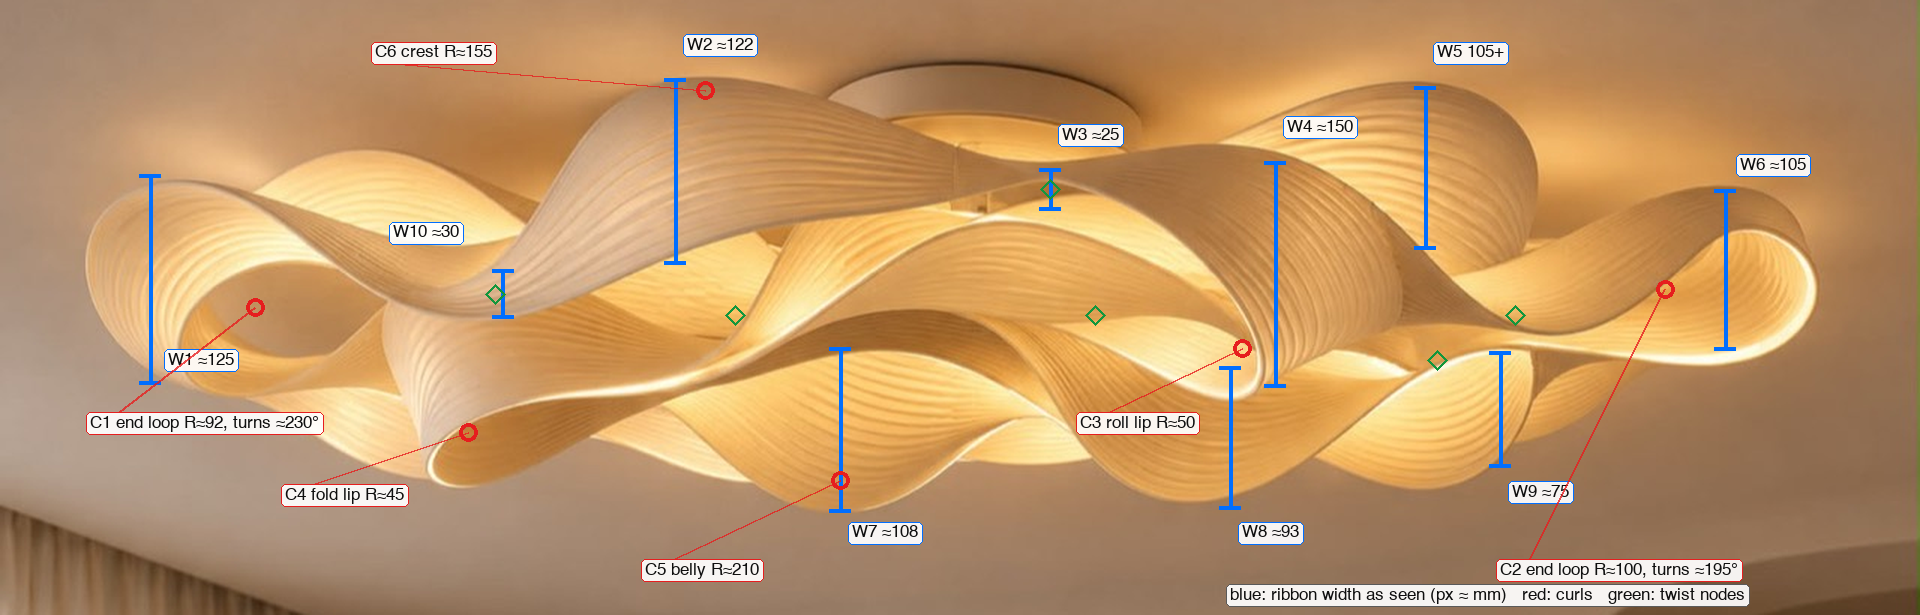 C6 crest R≈155
W2 ≈122
W5 105+
W3 ≈25
W4 ≈150
W6 ≈105
W10 ≈30
W1 ≈125
C1 end loop R≈92, turns ≈230°
C3 roll lip R≈50
C4 fold lip R≈45
W9 ≈75
W7 ≈108
W8 ≈93
C5 belly R≈210
C2 end loop R≈100, turns ≈195°
blue: ribbon width as seen (px ≈ mm) red: curls green: twist nodes